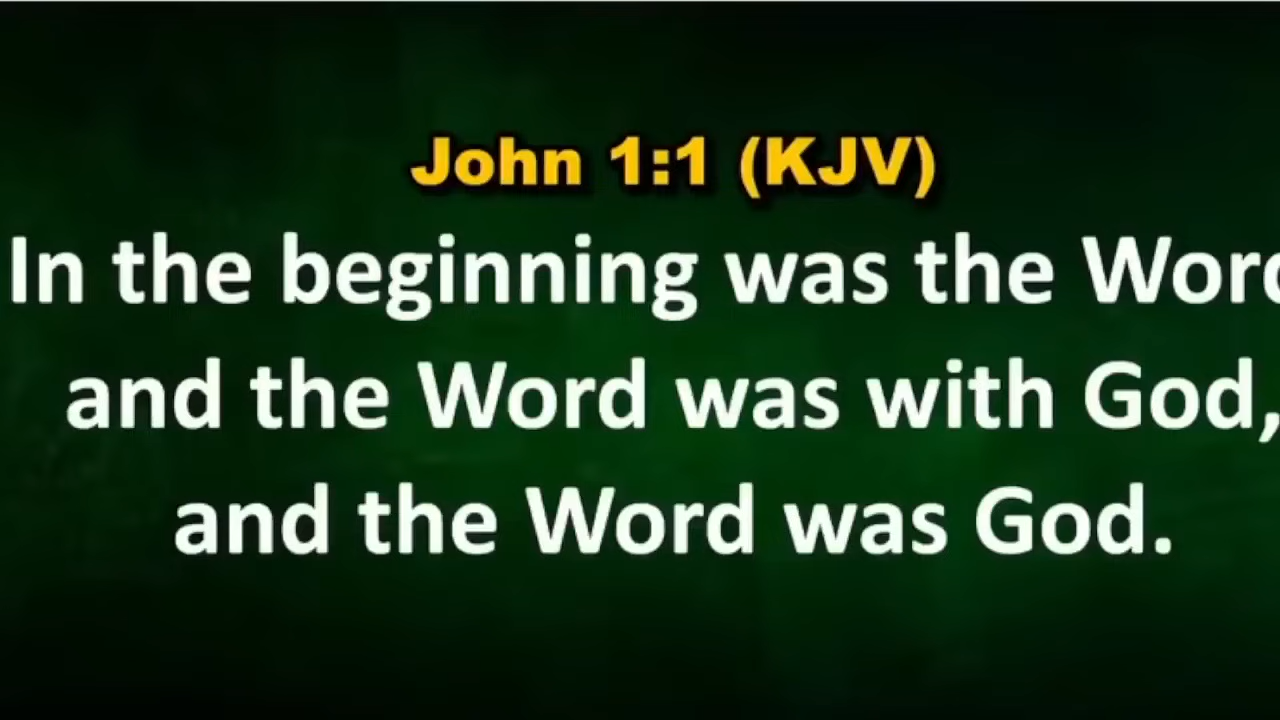 John 1:1 (KJV)
In the beginning was the Word
and the Word was with God,
and the Word was God.